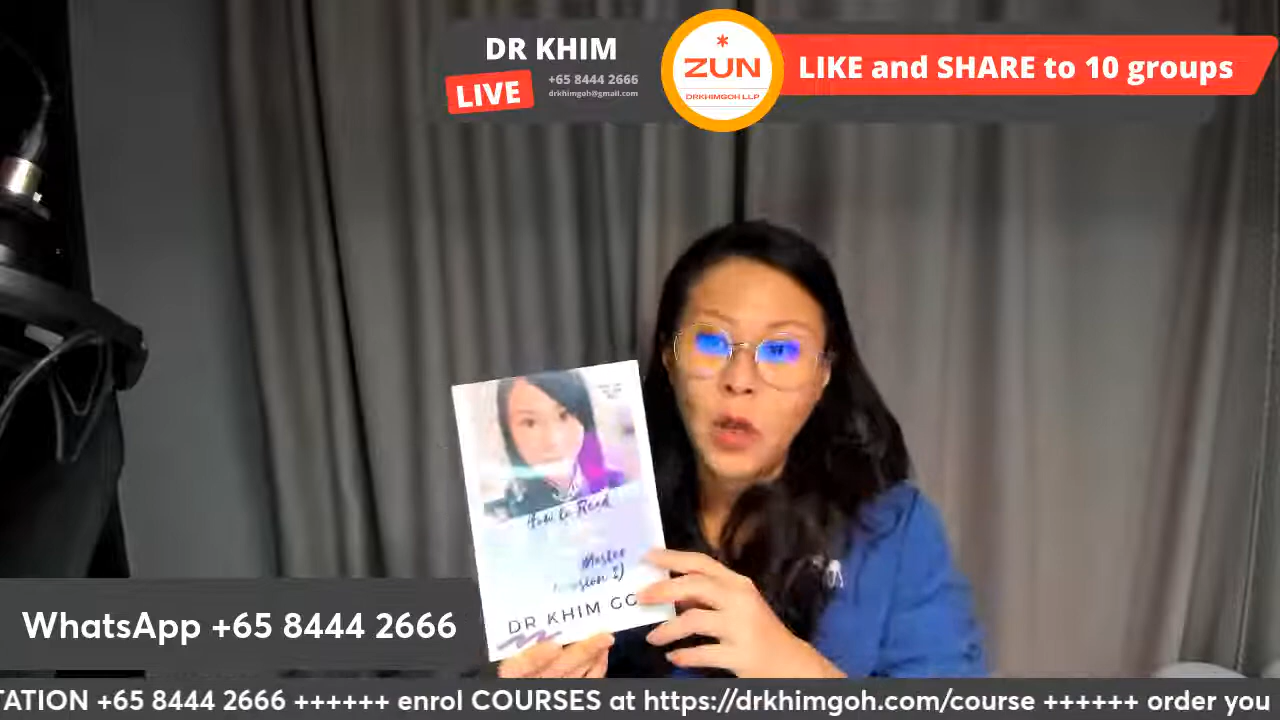 DR KHIM
LIVE
+65 8444 2666
drkhimgoh@gmail.com
*
ZUN
DRKHIMGOH LLP
LIKE and SHARE to 10 groups
How to Read
Master
DR KHIM GO
WhatsApp +65 8444 2666
TATION +65 8444 2666 ++++++ enrol COURSES at https://drkhimgoh.com/course ++++++ order you